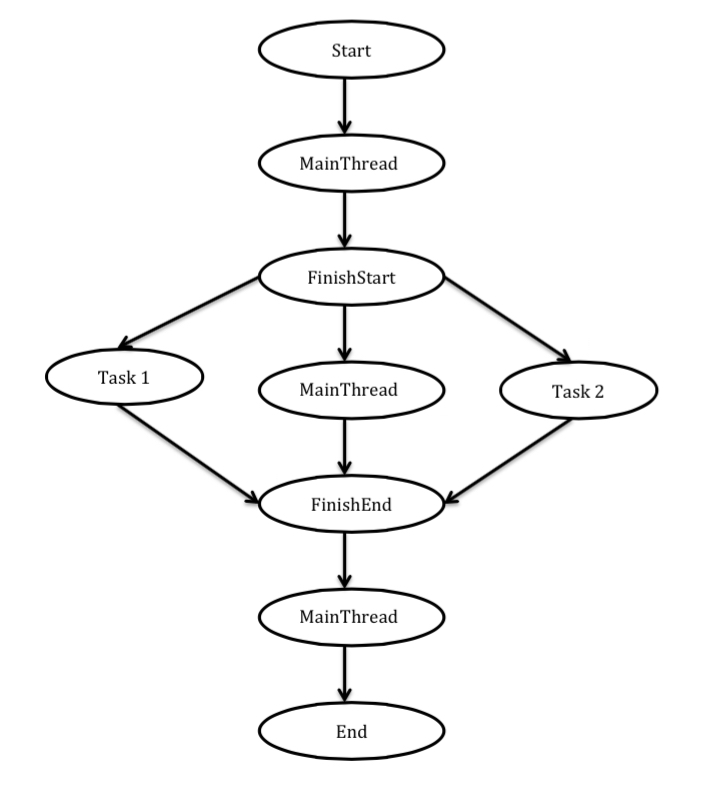 Start
MainThread
FinishStart
Task 1
MainThread
Task 2
FinishEnd
MainThread
End